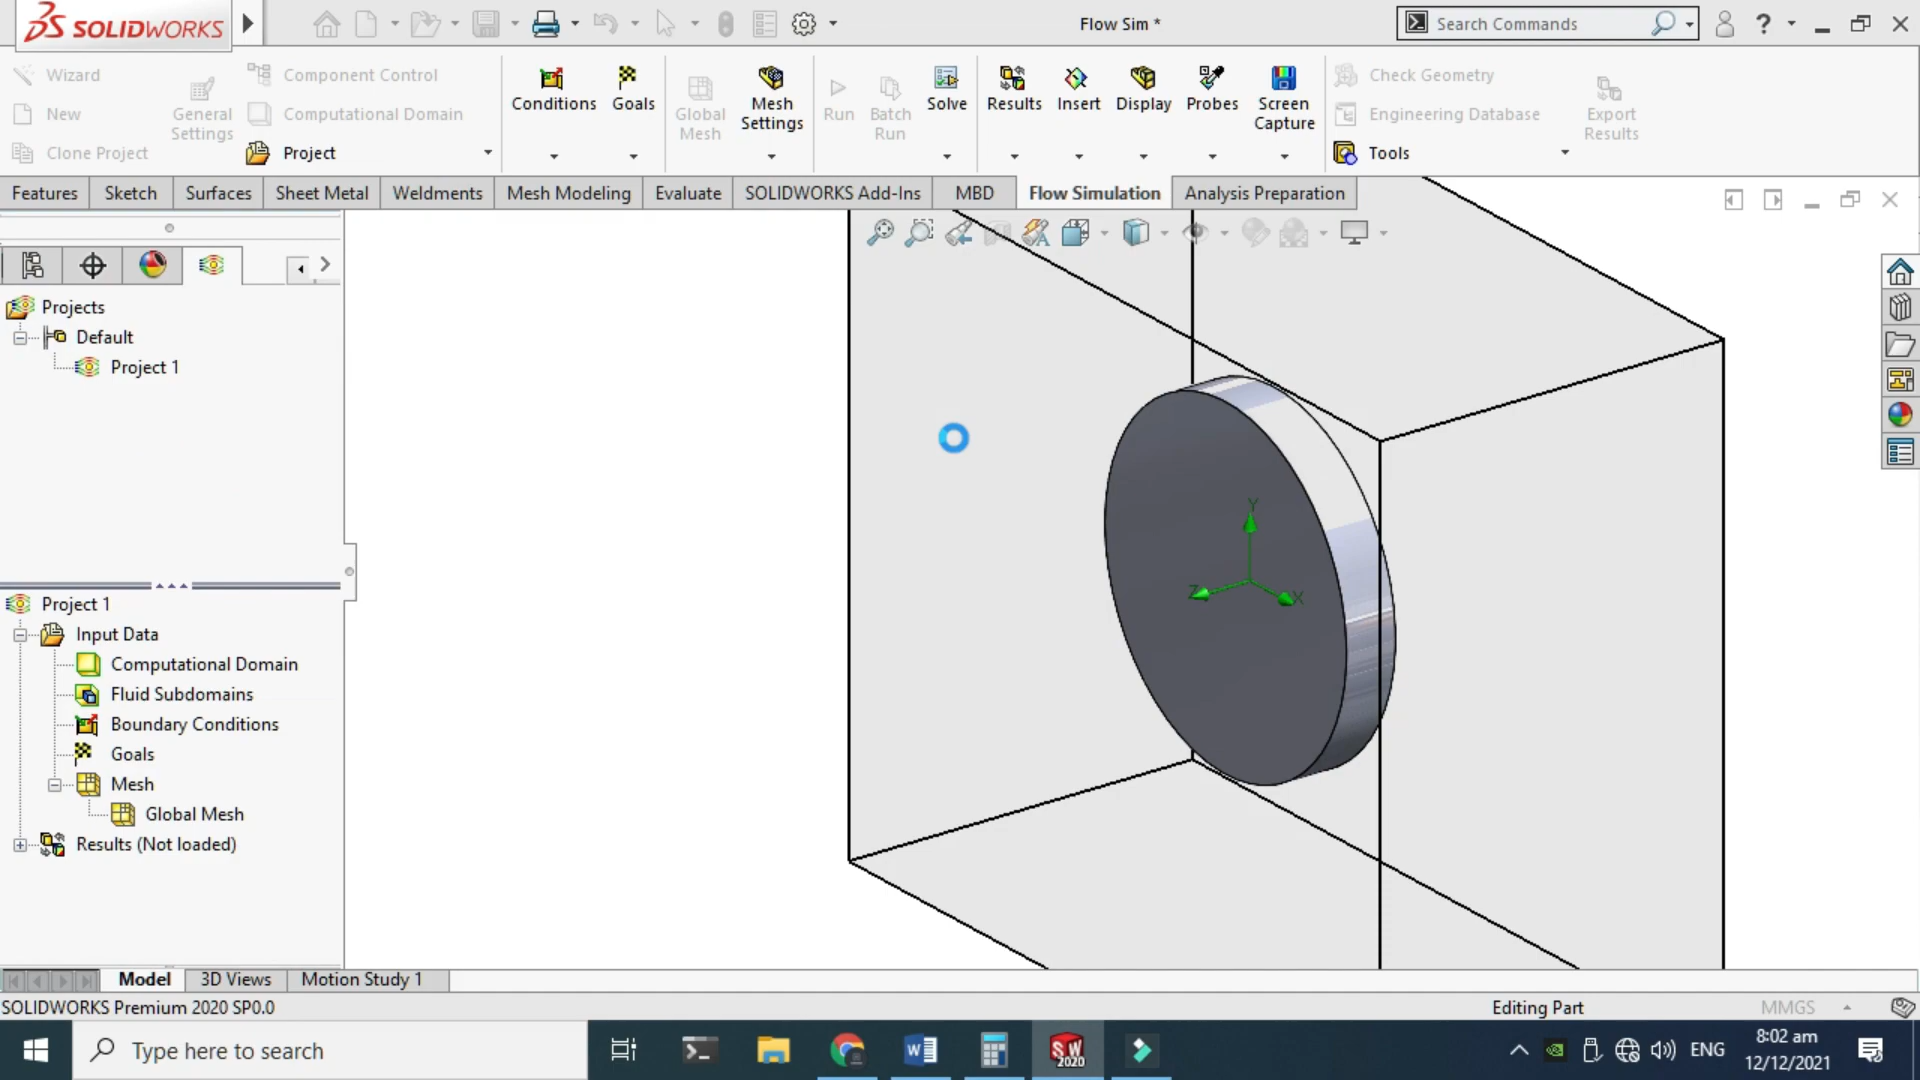 SOLIDWORKS
Flow Sim *
Search Commands
?
Wizard
New
Clone Project
General
Settings
Component Control
Computational Domain
Project
Conditions
Goals
Global
Mesh
Mesh
Settings
Run
Batch
Run
Solve
Results
Insert
Display
Probes
Screen
Capture
Check Geometry
Engineering Database
Tools
Export
Results
Features
Sketch
Surfaces
Sheet Metal
Weldments
Mesh Modeling
Evaluate
SOLIDWORKS Add-Ins
MBD
Flow Simulation
Analysis Preparation
Projects
Default
Project 1
Y
Z
X
Project 1
Input Data
Computational Domain
Fluid Subdomains
Boundary Conditions
Goals
Mesh
Global Mesh
Results (Not loaded)
Model
3D Views
Motion Study 1
SOLIDWORKS Premium 2020 SP0.0
Editing Part
MMGS
Type here to search
W
SW
2020
ENG
8:02 am
12/12/2021